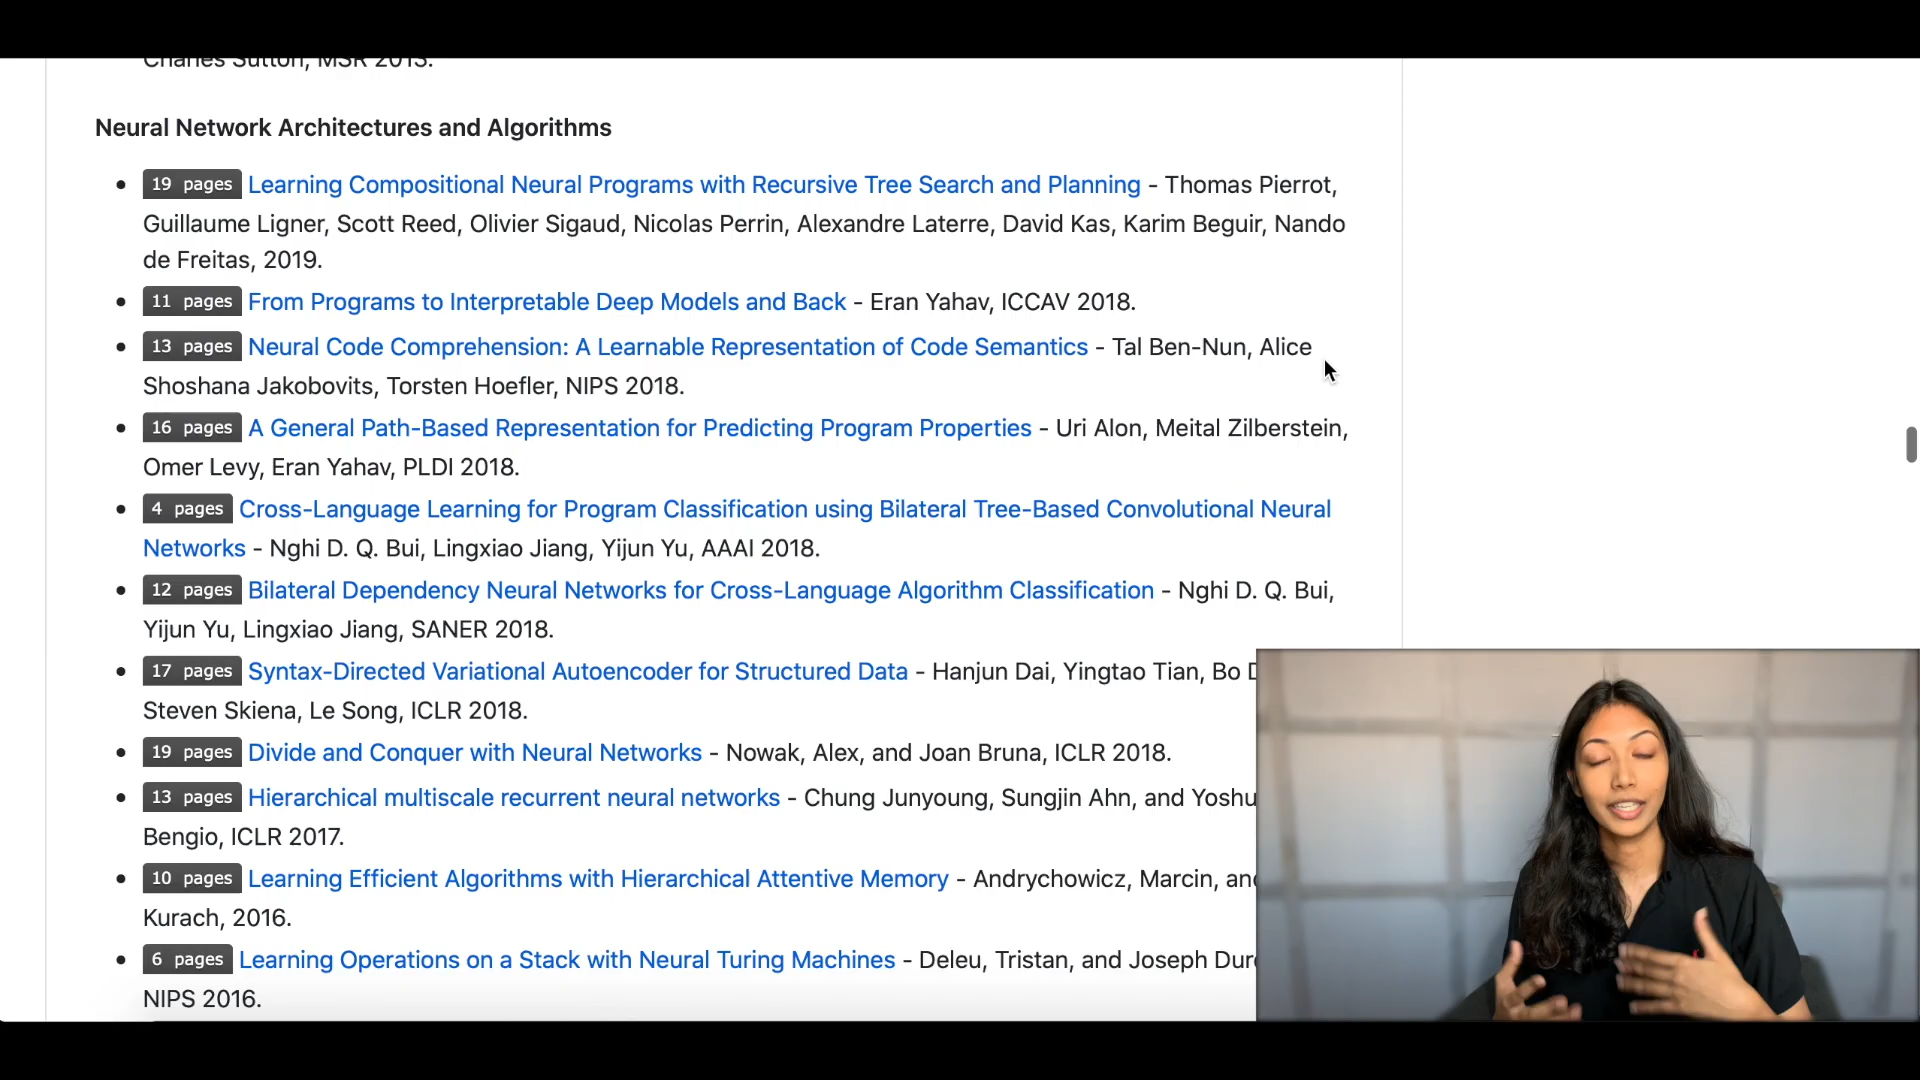 Charles Sutton, MSR 2013.
Neural Network Architectures and Algorithms
19 pages Learning Compositional Neural Programs with Recursive Tree Search and Planning - Thomas Pierrot,
Guillaume Ligner, Scott Reed, Olivier Sigaud, Nicolas Perrin, Alexandre Laterre, David Kas, Karim Beguir, Nando
de Freitas, 2019.
11 pages From Programs to Interpretable Deep Models and Back - Eran Yahav, ICCAV 2018.
13 pages Neural Code Comprehension: A Learnable Representation of Code Semantics - Tal Ben-Nun, Alice
Shoshana Jakobovits, Torsten Hoefler, NIPS 2018.
16 pages A General Path-Based Representation for Predicting Program Properties - Uri Alon, Meital Zilberstein,
Omer Levy, Eran Yahav, PLDI 2018.
4 pages Cross-Language Learning for Program Classification using Bilateral Tree-Based Convolutional Neural
Networks - Nghi D. Q. Bui, Lingxiao Jiang, Yijun Yu, AAAI 2018.
12 pages Bilateral Dependency Neural Networks for Cross-Language Algorithm Classification - Nghi D. Q. Bui,
Yijun Yu, Lingxiao Jiang, SANER 2018.
17 pages Syntax-Directed Variational Autoencoder for Structured Data - Hanjun Dai, Yingtao Tian, Bo
Steven Skiena, Le Song, ICLR 2018.
19 pages Divide and Conquer with Neural Networks - Nowak, Alex, and Joan Bruna, ICLR 2018.
13 pages Hierarchical multiscale recurrent neural networks - Chung Junyoung, Sungjin Ahn, and Yoshu
Bengio, ICLR 2017.
10 pages Learning Efficient Algorithms with Hierarchical Attentive Memory - Andrychowicz, Marcin, an
Kurach, 2016.
6 pages Learning Operations on a Stack with Neural Turing Machines - Deleu, Tristan, and Joseph Dur
NIPS 2016.